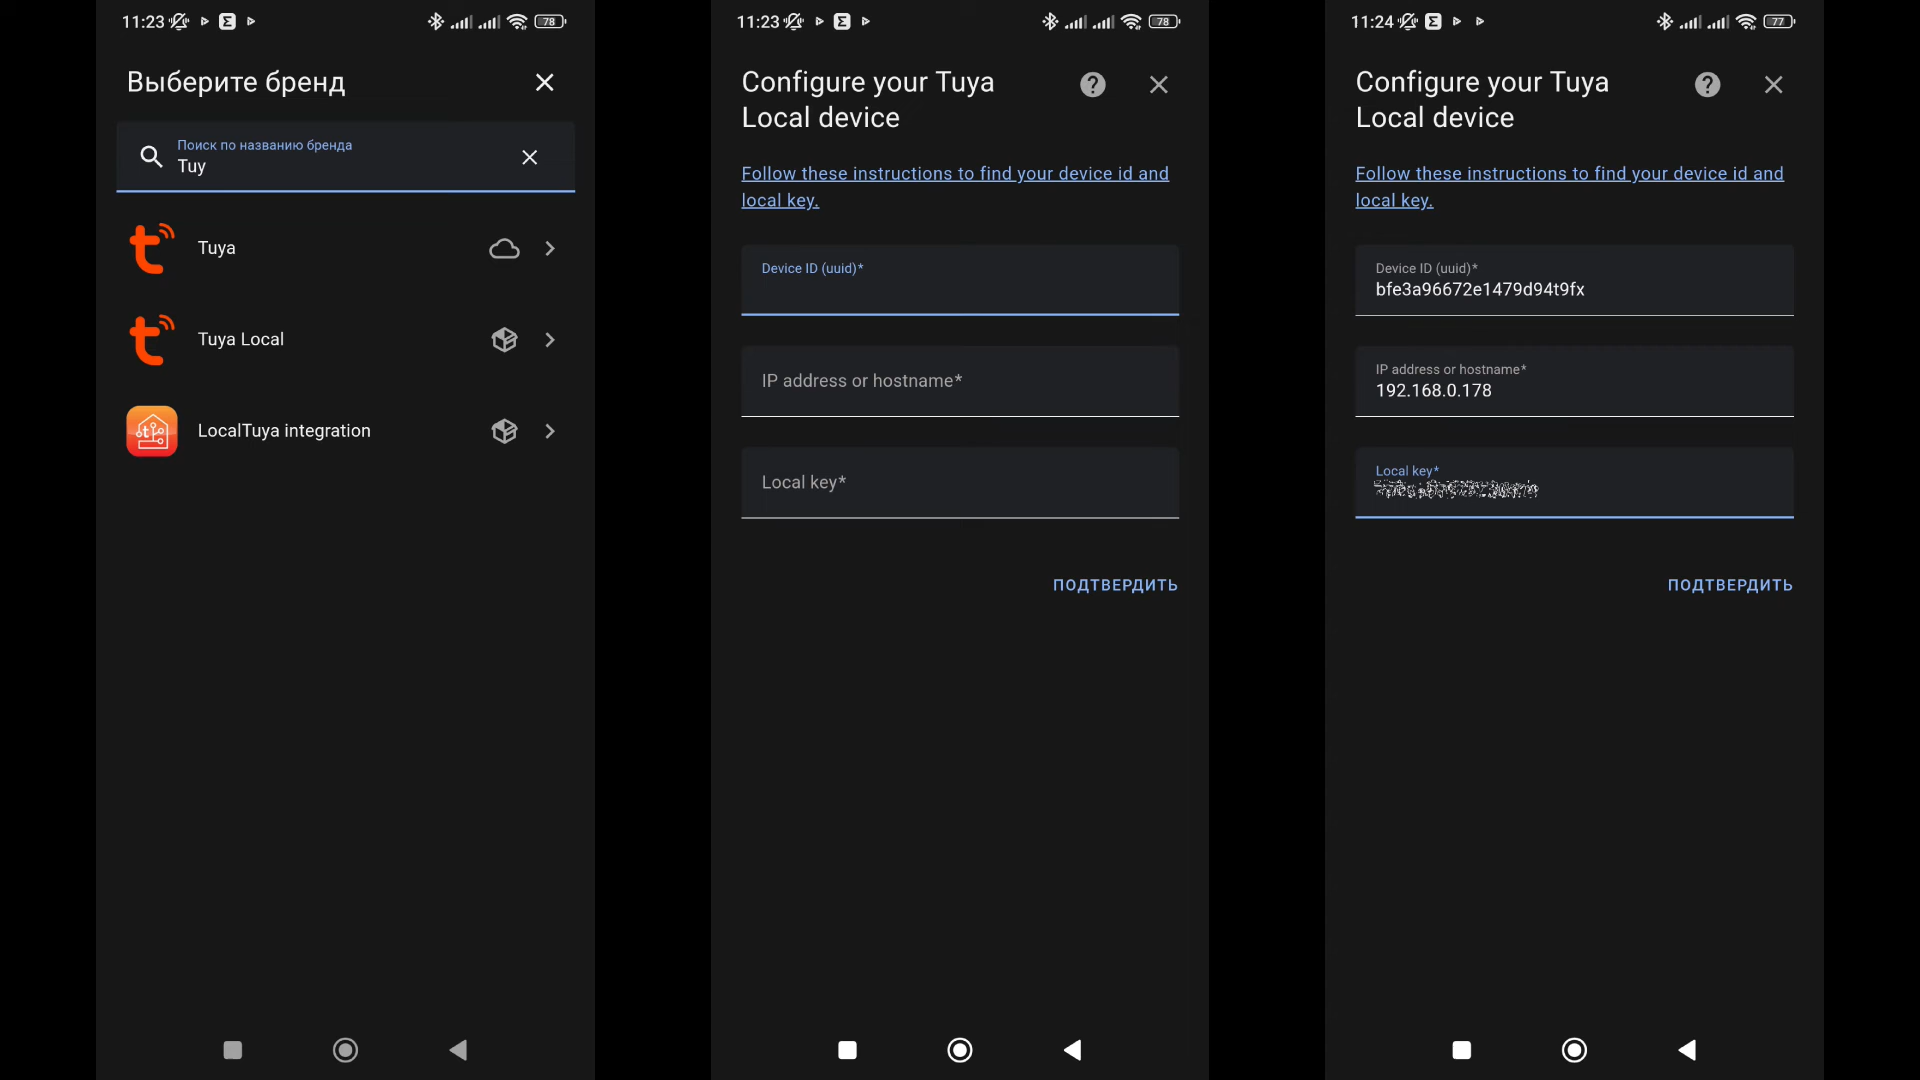 11:23
78
Выберите бренд
Поиск по названию бренда
Tuy
Tuya
Tuya Local
LocalTuya integration
11:23
78
Configure your Tuya
Local device
Follow these instructions to find your device id and
local key.
Device ID (uuid)*
IP address or hostname*
Local key*
ПОДТВЕРДИТЬ
11:24
77
Configure your Tuya
Local device
Follow these instructions to find your device id and
local key.
Device ID (uuid)*
bfe3a96672e1479d94t9fx
IP address or hostname*
192.168.0.178
Local key*
ПОДТВЕРДИТЬ